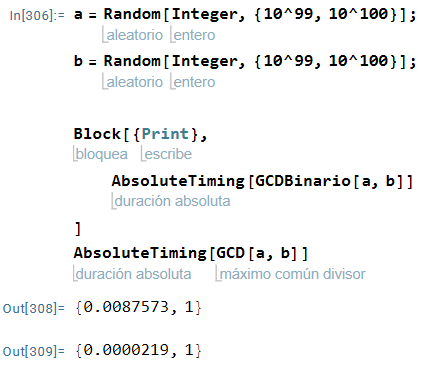 In[306]:= a = Random[Integer, {10^99, 10^100}];
aleatorio entero
b = Random[Integer, {10^99, 10^100}];
aleatorio entero
Block[{Print},
bloquea escribe
AbsoluteTiming[GCDBinario[a, b]]
duración absoluta
]
AbsoluteTiming[GCD[a, b]]
duración absoluta máximo común divisor
Out[308]= {0.0087573, 1}
Out[309]= {0.0000219, 1}